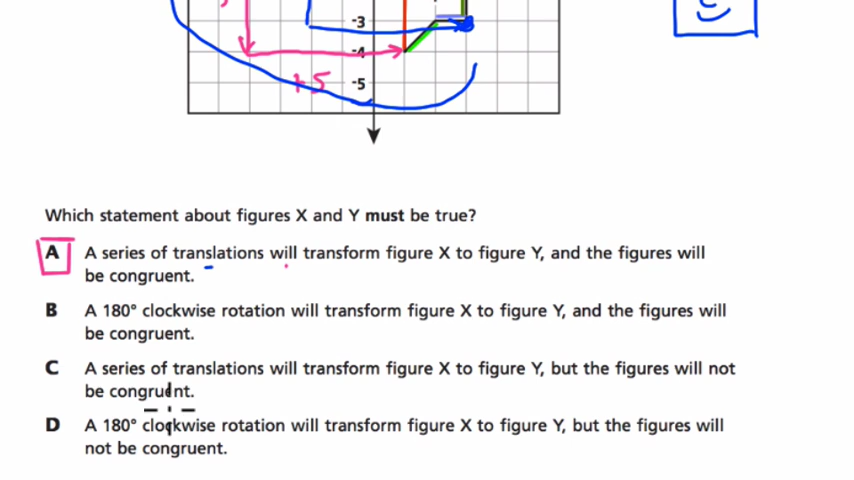 -3
-4
+5
-5
Which statement about figures X and Y must be true?
A A series of translations will transform figure X to figure Y, and the figures will
be congruent.
B A 180° clockwise rotation will transform figure X to figure Y, and the figures will
be congruent.
C A series of translations will transform figure X to figure Y, but the figures will not
be congruent.
D A 180° clockwise rotation will transform figure X to figure Y, but the figures will
not be congruent.